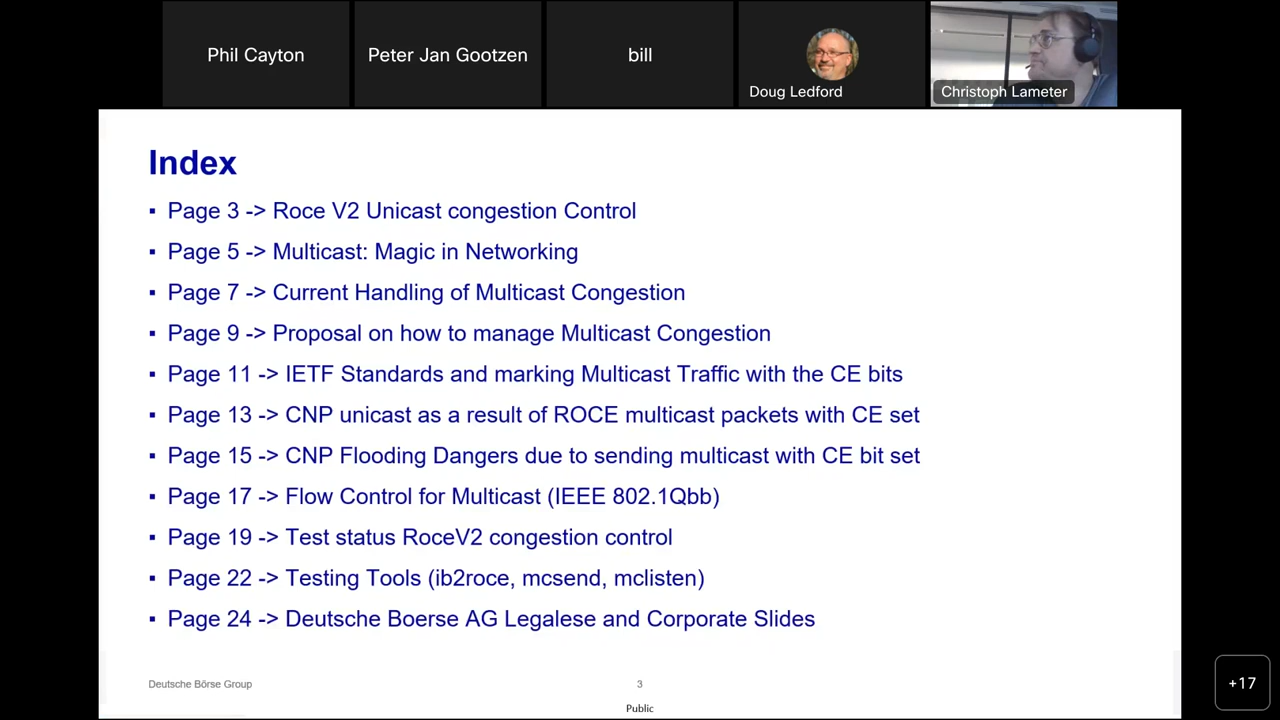 Phil Cayton
Peter Jan Gootzen
bill
Doug Ledford
Christoph Lameter
Index
▪ Page 3 -> Roce V2 Unicast congestion Control
▪ Page 5 -> Multicast: Magic in Networking
▪ Page 7 -> Current Handling of Multicast Congestion
▪ Page 9 -> Proposal on how to manage Multicast Congestion
▪ Page 11 -> IETF Standards and marking Multicast Traffic with the CE bits
▪ Page 13 -> CNP unicast as a result of ROCE multicast packets with CE set
▪ Page 15 -> CNP Flooding Dangers due to sending multicast with CE bit set
▪ Page 17 -> Flow Control for Multicast (IEEE 802.1Qbb)
▪ Page 19 -> Test status RoceV2 congestion control
▪ Page 22 -> Testing Tools (ib2roce, mcsend, mclisten)
▪ Page 24 -> Deutsche Boerse AG Legalese and Corporate Slides
Deutsche Börse Group
3
Public
+17